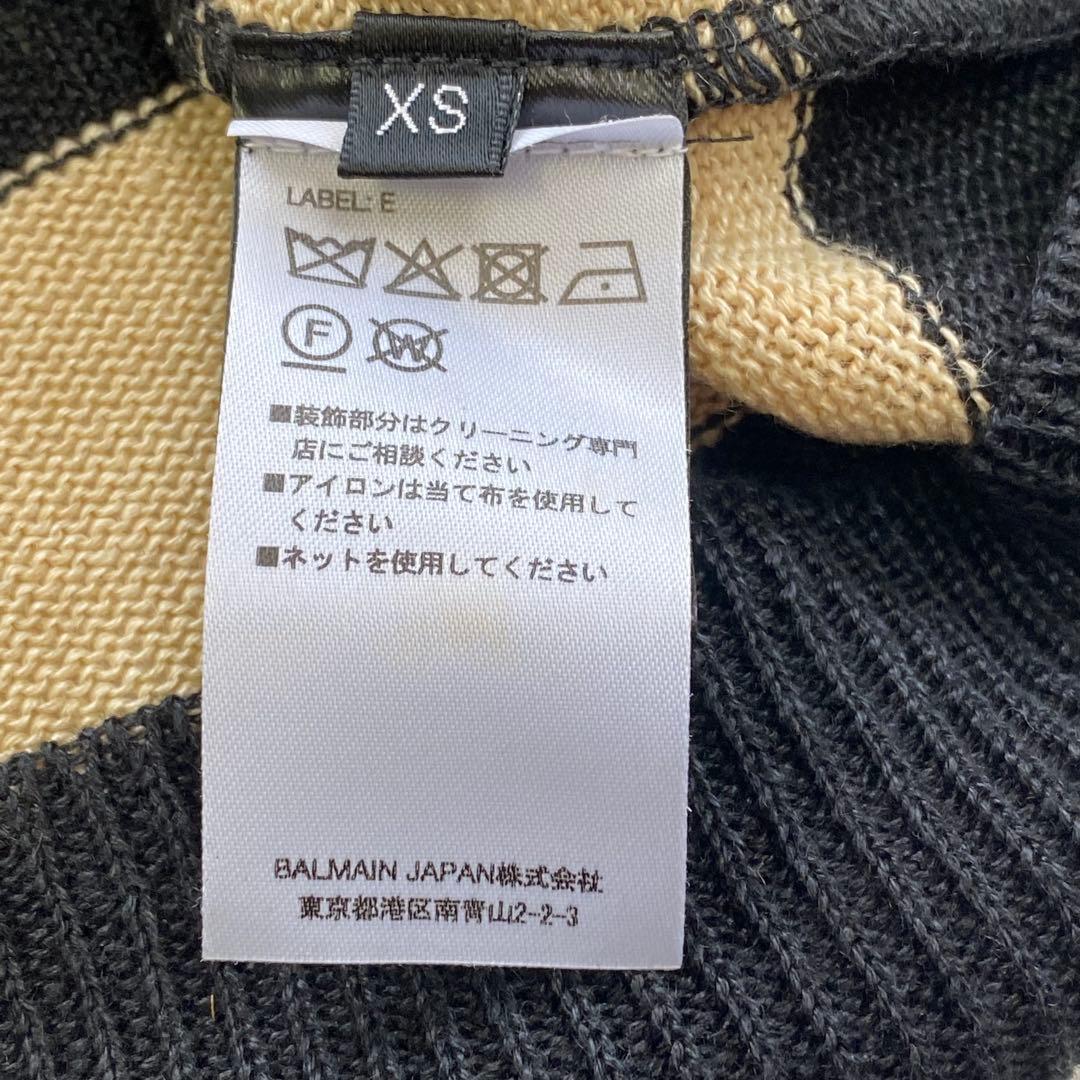 XS
LABEL: E
F
W
■装飾部分はクリーニング専門
店にご相談ください
■アイロンは当て布を使用して
ください
■ネットを使用してください
BALMAIN JAPAN株式会社
東京都港区南青山2-2-3